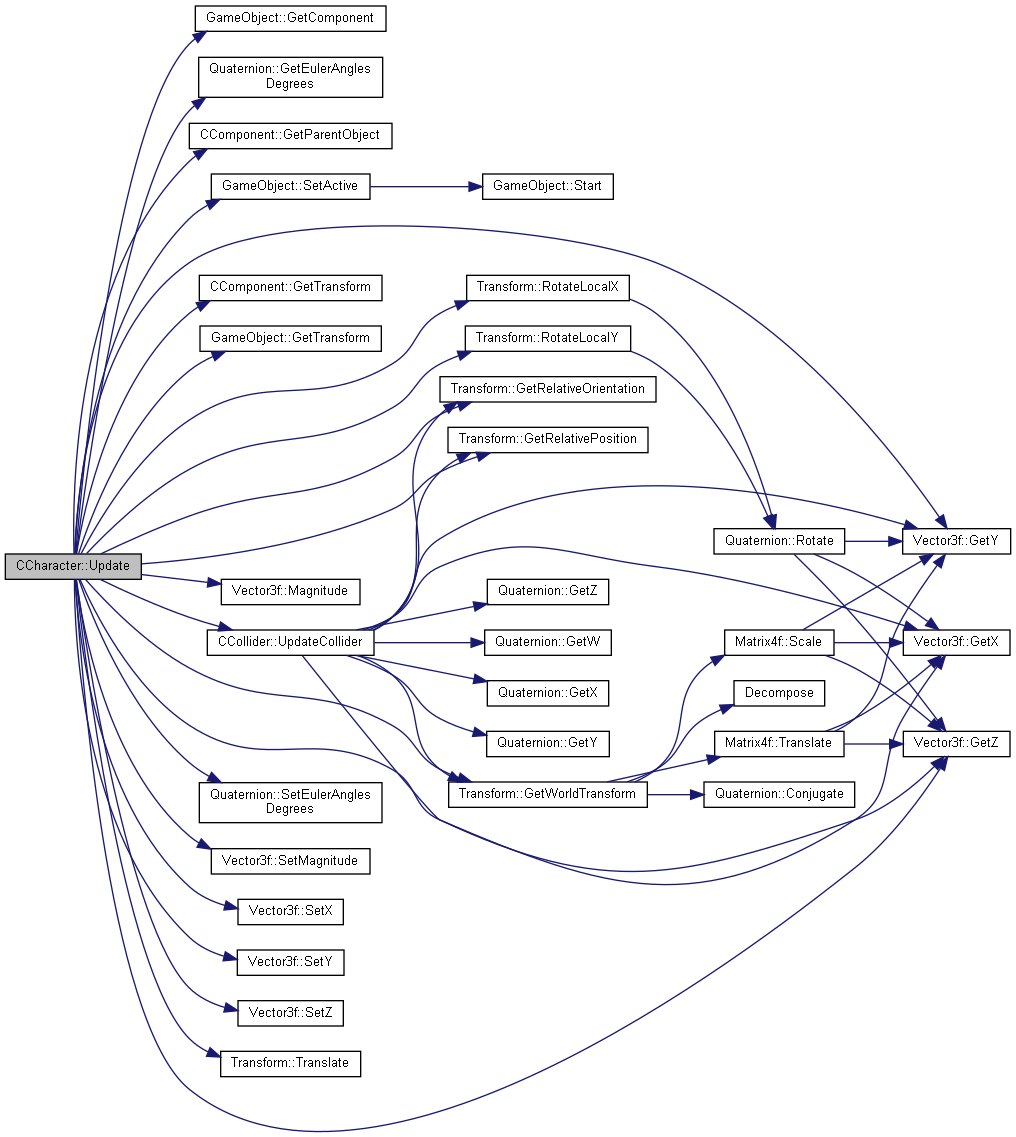 GameObject::GetComponent
Quaternion::GetEulerAngles
Degrees
CComponent::GetParentObject
GameObject::SetActive
GameObject::Start
CComponent::GetTransform
Transform::RotateLocalX
GameObject::GetTransform
Transform::RotateLocalY
Transform::GetRelativeOrientation
Transform::GetRelativePosition
Quaternion::Rotate
Vector3f::GetY
CCharacter::Update
Vector3f::Magnitude
Quaternion::GetZ
CCollider::UpdateCollider
Quaternion::GetW
Matrix4f::Scale
Vector3f::GetX
Quaternion::GetX
Decompose
Quaternion::GetY
Matrix4f::Translate
Vector3f::GetZ
Quaternion::SetEulerAngles
Degrees
Transform::GetWorldTransform
Quaternion::Conjugate
Vector3f::SetMagnitude
Vector3f::SetX
Vector3f::SetY
Vector3f::SetZ
Transform::Translate